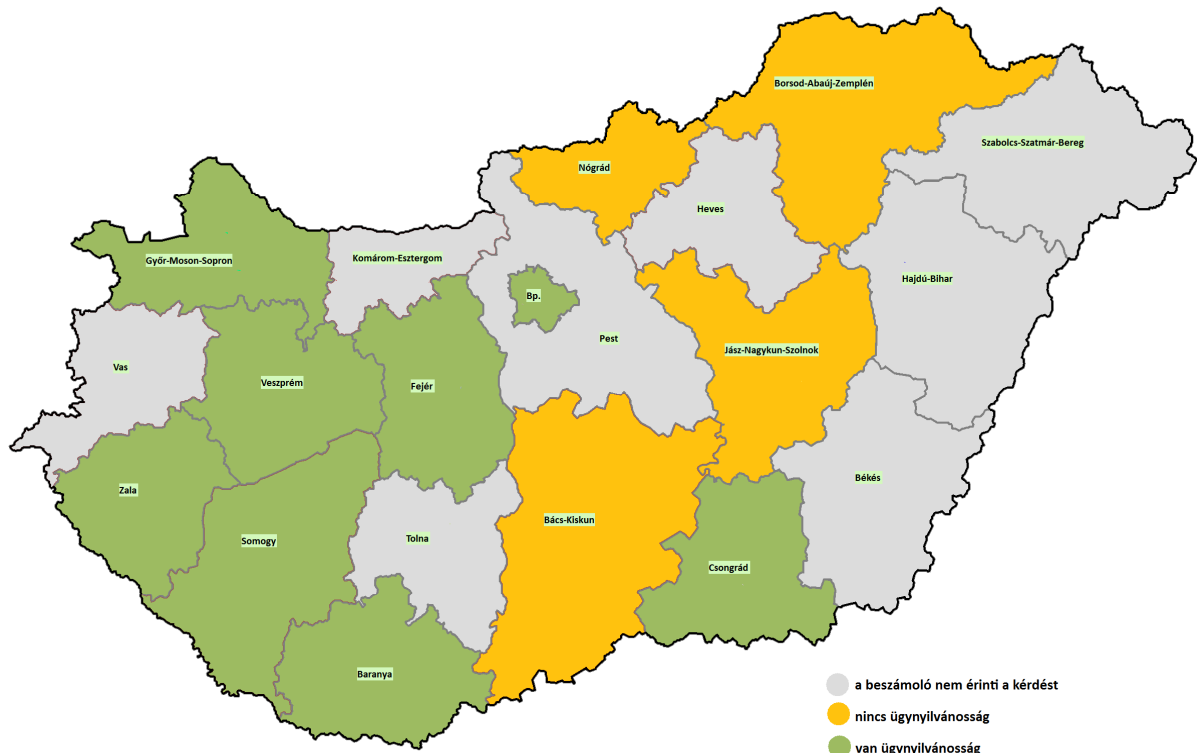 Borsod-Abaúj-Zemplén
Szabolcs-Szatmár-Bereg
Nógrád
Heves
Győr-Moson-Sopron
Komárom-Esztergom
Hajdú-Bihar
Bp.
Pest
Jász-Nagykun-Szolnok
Vas
Veszprém
Fejér
Békés
Zala
Bács-Kiskun
Somogy
Tolna
Csongrád
Baranya
a beszámoló nem érinti a kérdést
nincs ügynyilvánosság
van ügynyilvánosság